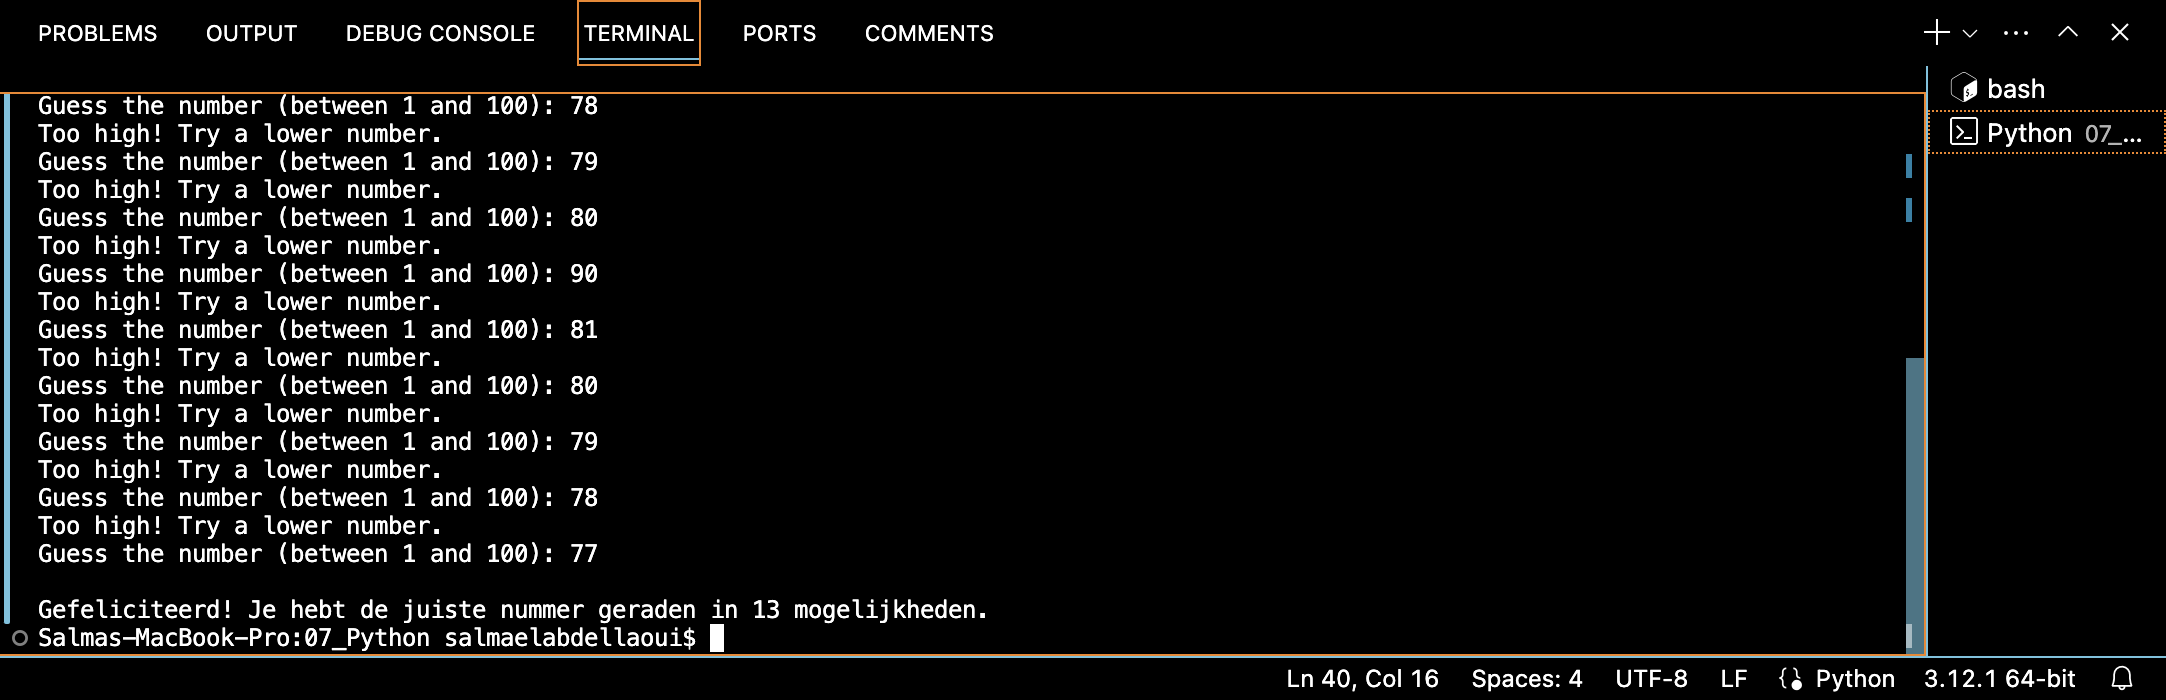 PROBLEMS OUTPUT DEBUG CONSOLE TERMINAL PORTS COMMENTS
Guess the number (between 1 and 100): 78
Too high! Try a lower number.
Guess the number (between 1 and 100): 79
Too high! Try a lower number.
Guess the number (between 1 and 100): 80
Too high! Try a lower number.
Guess the number (between 1 and 100): 90
Too high! Try a lower number.
Guess the number (between 1 and 100): 81
Too high! Try a lower number.
Guess the number (between 1 and 100): 80
Too high! Try a lower number.
Guess the number (between 1 and 100): 79
Too high! Try a lower number.
Guess the number (between 1 and 100): 78
Too high! Try a lower number.
Guess the number (between 1 and 100): 77
Gefeliciteerd! Je hebt de juiste nummer geraden in 13 mogelijkheden.
Salmas-MacBook-Pro:07_Python salmaelabdellaoui$
bash
Python 07_...
Ln 40, Col 16 Spaces: 4 UTF-8 LF Python 3.12.1 64-bit